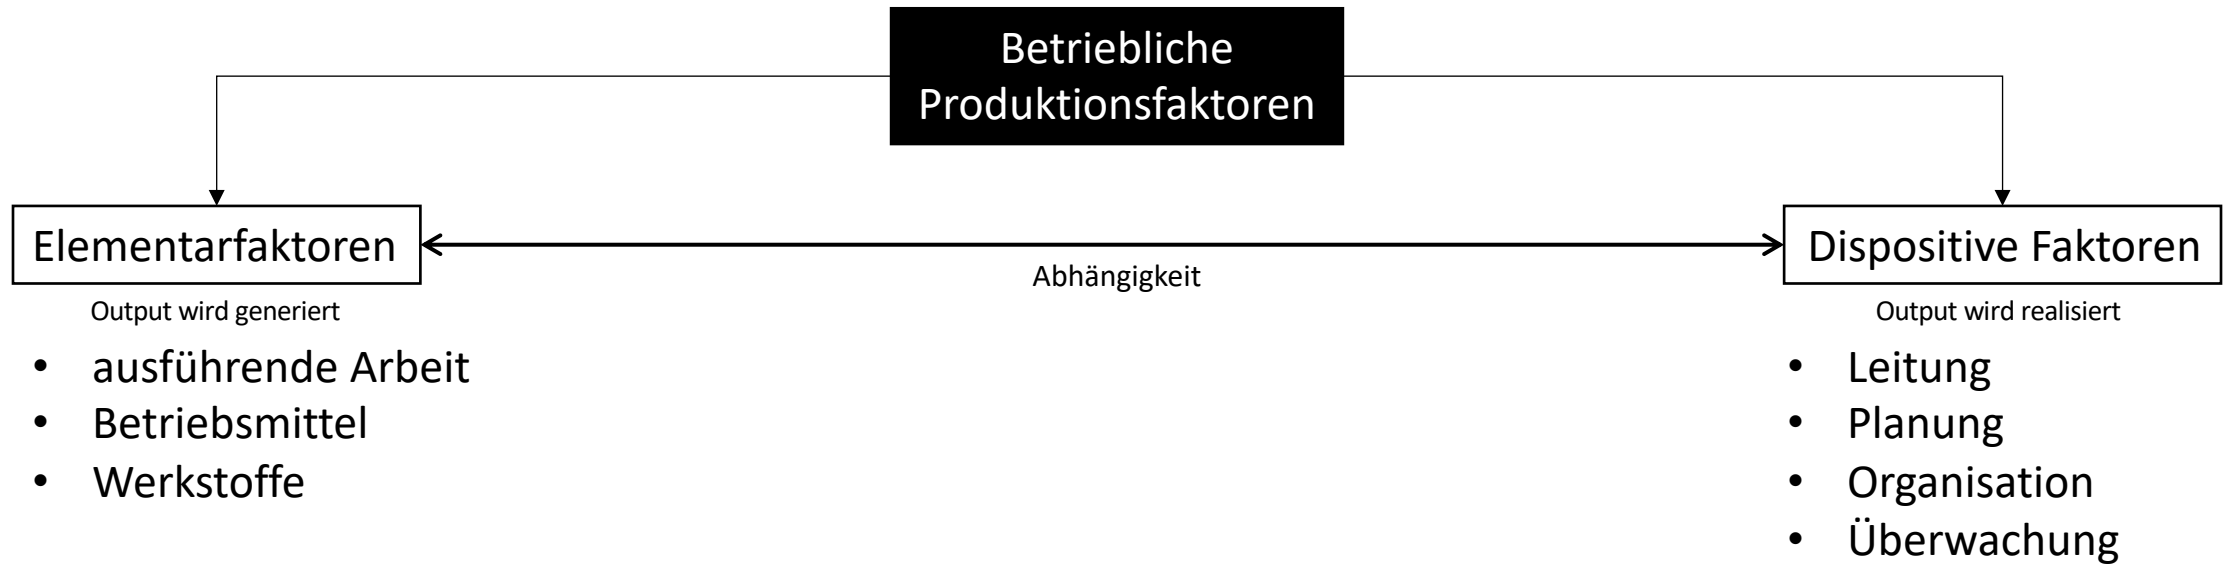 Betriebliche
Produktionsfaktoren
Elementarfaktoren
Abhängigkeit
Dispositive Faktoren
Output wird generiert
• ausführende Arbeit
• Betriebsmittel
• Werkstoffe
Output wird realisiert
• Leitung
• Planung
• Organisation
• Überwachung